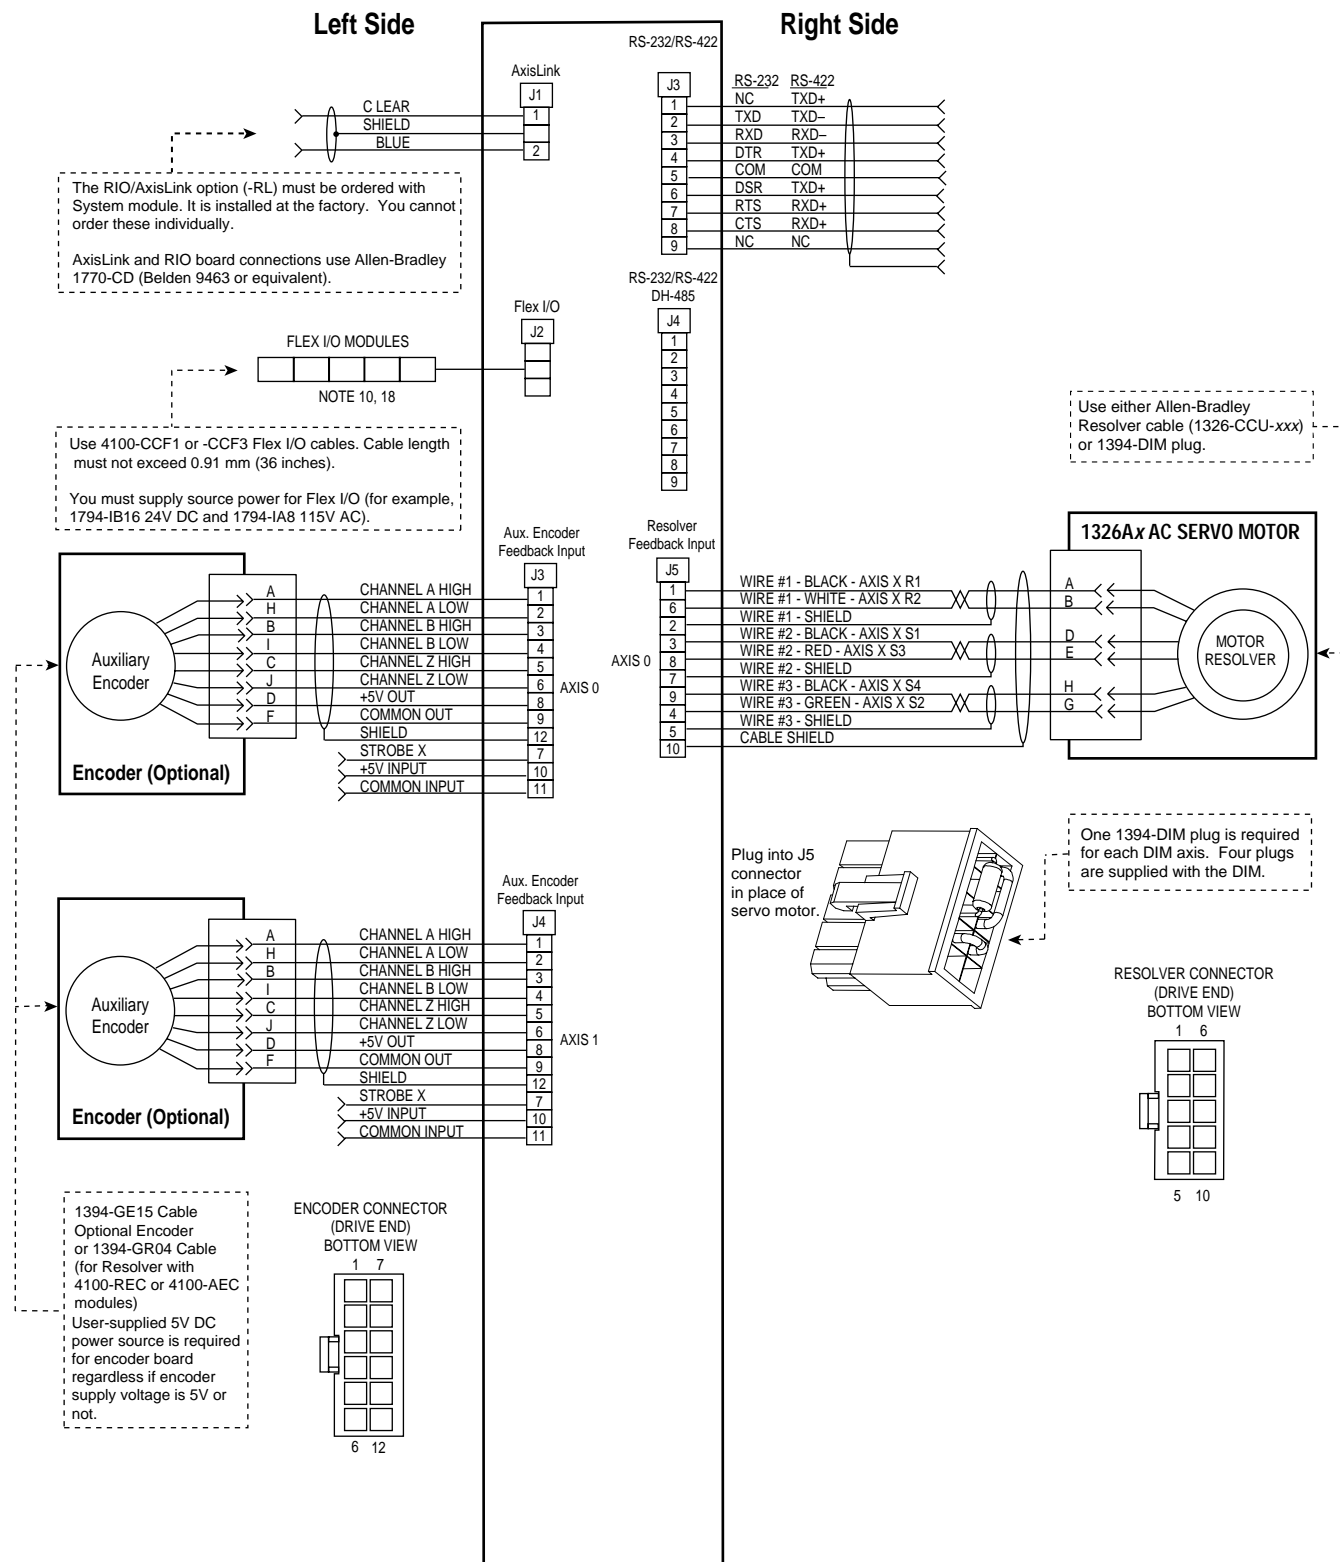 Left Side
Right Side
RS-232/RS-422
AxisLink
J1
1
2
C LEAR
SHIELD
BLUE
J3
1
2
3
4
5
6
7
8
9
RS-232 RS-422
NC TXD+
TXD TXD–
RXD RXD–
DTR TXD+
COM COM
DSR TXD+
RTS RXD+
CTS RXD+
NC NC
The RIO/AxisLink option (-RL) must be ordered with
System module. It is installed at the factory. You cannot
order these individually.
AxisLink and RIO board connections use Allen-Bradley
1770-CD (Belden 9463 or equivalent).
RS-232/RS-422
DH-485
J4
1
2
3
4
5
6
7
8
9
Flex I/O
J2
FLEX I/O MODULES
NOTE 10, 18
Use 4100-CCF1 or -CCF3 Flex I/O cables. Cable length
must not exceed 0.91 mm (36 inches).
You must supply source power for Flex I/O (for example,
1794-IB16 24V DC and 1794-IA8 115V AC).
Use either Allen-Bradley
Resolver cable (1326-CCU-xxx)
or 1394-DIM plug.
Aux. Encoder
Feedback Input
J3
1
2
3
4
5
6
8
9
12
7
10
11
AXIS 0
Auxiliary
Encoder
Encoder (Optional)
A
H
B
I
C
J
D
F
CHANNEL A HIGH
CHANNEL A LOW
CHANNEL B HIGH
CHANNEL B LOW
CHANNEL Z HIGH
CHANNEL Z LOW
+5V OUT
COMMON OUT
SHIELD
STROBE X
+5V INPUT
COMMON INPUT
Resolver
Feedback Input
J5
1
6
2
3
8
7
9
4
5
10
AXIS 0
WIRE #1 - BLACK - AXIS X R1
WIRE #1 - WHITE - AXIS X R2
WIRE #1 - SHIELD
WIRE #2 - BLACK - AXIS X S1
WIRE #2 - RED - AXIS X S3
WIRE #2 - SHIELD
WIRE #3 - BLACK - AXIS X S4
WIRE #3 - GREEN - AXIS X S2
WIRE #3 - SHIELD
CABLE SHIELD
1326Ax AC SERVO MOTOR
A
B
D
E
H
G
MOTOR
RESOLVER
Plug into J5
connector
in place of
servo motor.
One 1394-DIM plug is required
for each DIM axis. Four plugs
are supplied with the DIM.
Aux. Encoder
Feedback Input
J4
1
2
3
4
5
6
8
9
12
7
10
11
AXIS 1
Auxiliary
Encoder
Encoder (Optional)
A
H
B
I
C
J
D
F
CHANNEL A HIGH
CHANNEL A LOW
CHANNEL B HIGH
CHANNEL B LOW
CHANNEL Z HIGH
CHANNEL Z LOW
+5V OUT
COMMON OUT
SHIELD
STROBE X
+5V INPUT
COMMON INPUT
RESOLVER CONNECTOR
(DRIVE END)
BOTTOM VIEW
1 6
5 10
1394-GE15 Cable
Optional Encoder
or 1394-GR04 Cable
(for Resolver with
4100-REC or 4100-AEC
modules)
User-supplied 5V DC
power source is required
for encoder board
regardless if encoder
supply voltage is 5V or
not.
ENCODER CONNECTOR
(DRIVE END)
BOTTOM VIEW
1 7
6 12